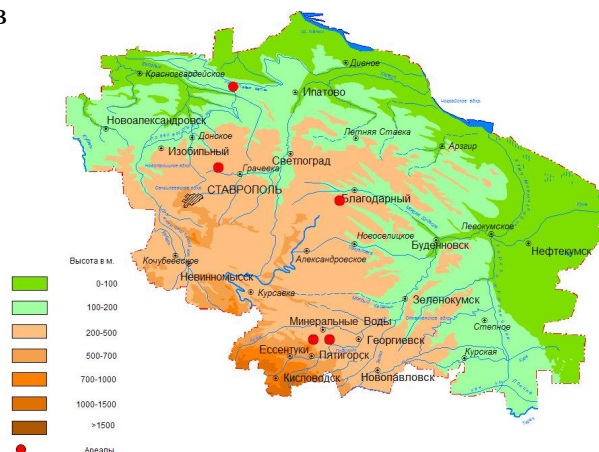 в
Дивное
Красногвардейское
Ипатово
Новоалександровск
Летняя Ставка
Донское
Изобильный
Арзгир
Светлоград
Грачевка
СТАВРОПОЛЬ
Благодарный
Левокумское
Новоселицкое
Буденновск
Нефтекумск
Александровское
Кочубеевское
Высота в м.
Невинномысск
Курсавка
0-100
Зеленокумск
100-200
Минеральные Воды
Степное
200-500
Георгиевск
Ессентуки
Пятигорск
Курская
500-700
Кисловодск
Новопавловск
700-1000
1000-1500
>1500
Ареалы